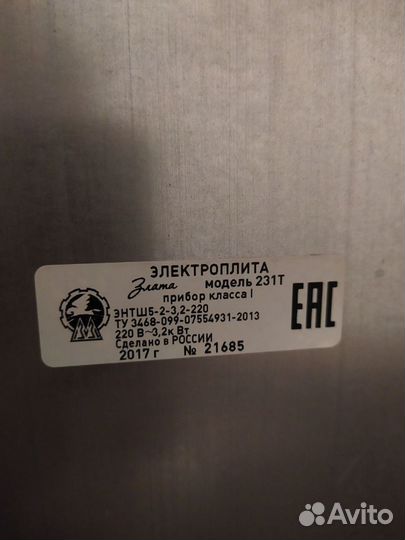 ЭЛЕКТРОПЛИТА
Злата модель 231Т
прибор класса I
ЭНТШ5-2-3,2-220
ТУ 3468-099-07554931-2013
220 В~3,2к Вт
Сделано в РОССИИ
2017 г № 21685
ЕАС
Avito